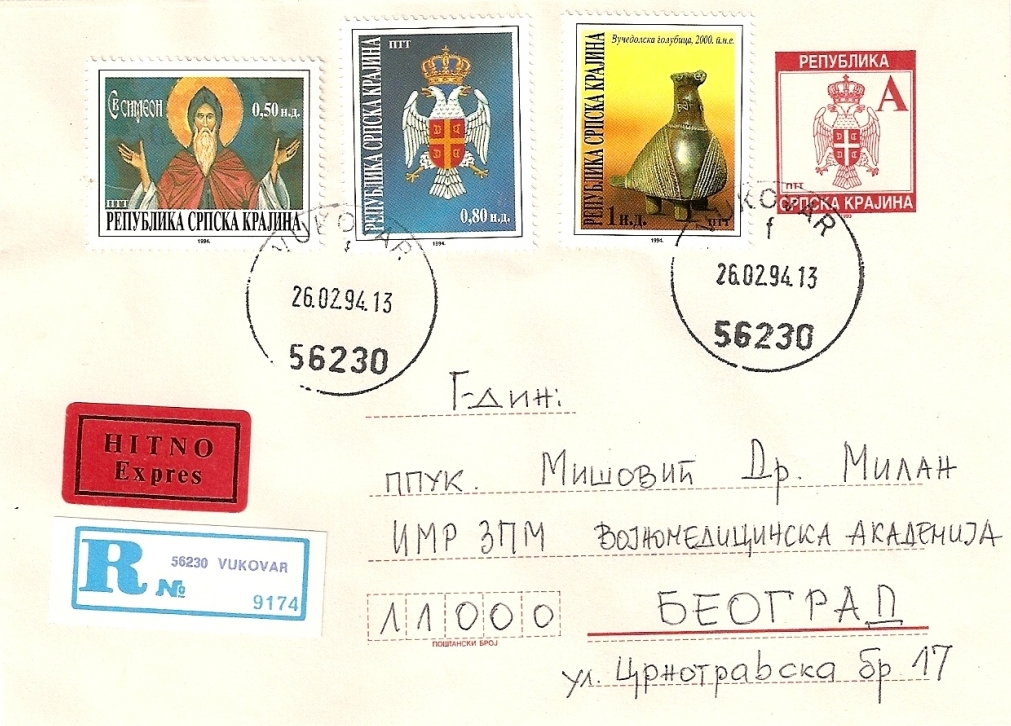 Св симеон
0,50 н.д.
ПТТ
РЕПУБЛИКА СРПСКА КРАЈИНА
1994.
ПТТ
РЕПУБЛИКА СРПСКА КРАЈИНА
0,80 н.д.
1994.
Вучедолска голубица, 2000. п.н.е.
РЕПУБЛИКА СРПСКА КРАЈИНА
1 н.д.
ПТТ
1994.
РЕПУБЛИКА
А
ПТТ
СРПСКА КРАЈИНА
1993
VUKOVAR
f
26.02.94.13
56230
VUKOVAR
f
26.02.94.13
56230
Г-дин:
ППУК. Мишовић Др. Милан
ИМР ЗПМ ВОЈНОМЕДИЦИНСКА АКАДЕМИЈА
11000 БЕОГРАД
ПОШТАНСКИ БРОЈ
ул. Црнотравска бр. 17
HITNO
Expres
R
56230 VUKOVAR
№
9174